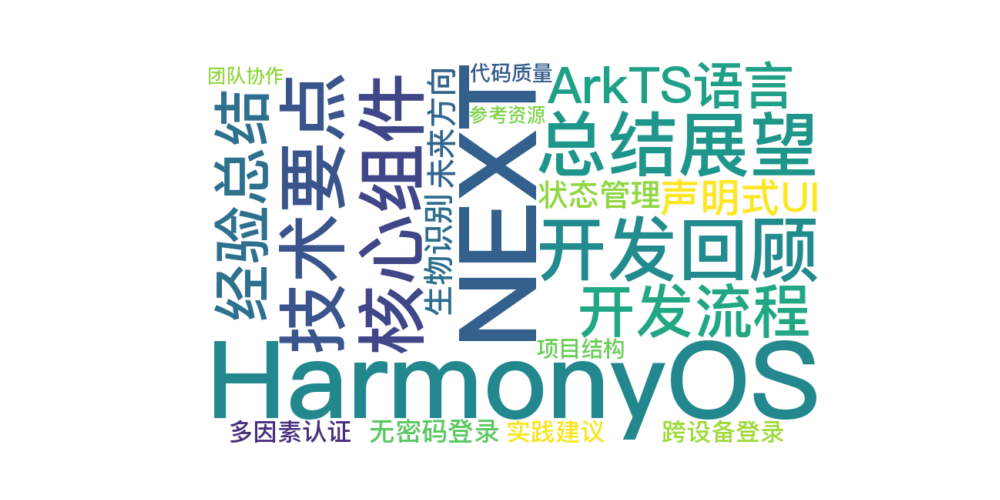 团队协作
经验总结
技术要点
核心组件
未来方向
生物识别
NEXT
代码质量
参考资源
ArkTS语言
总结展望
状态管理
声明式UI
开发回顾
开发流程
项目结构
HarmonyOS
多因素认证
无密码登录
实践建议
跨设备登录